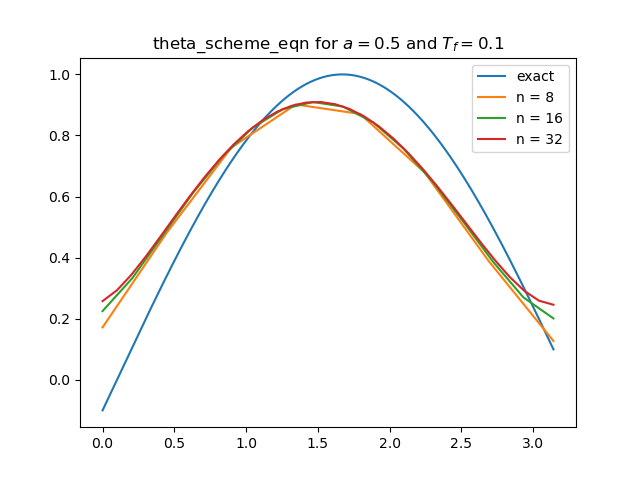 theta_scheme_eqn for a = 0.5 and T_f = 0.1
exact
n = 8
n = 16
n = 32
1.0
0.8
0.6
0.4
0.2
0.0
0.0 0.5 1.0 1.5 2.0 2.5 3.0